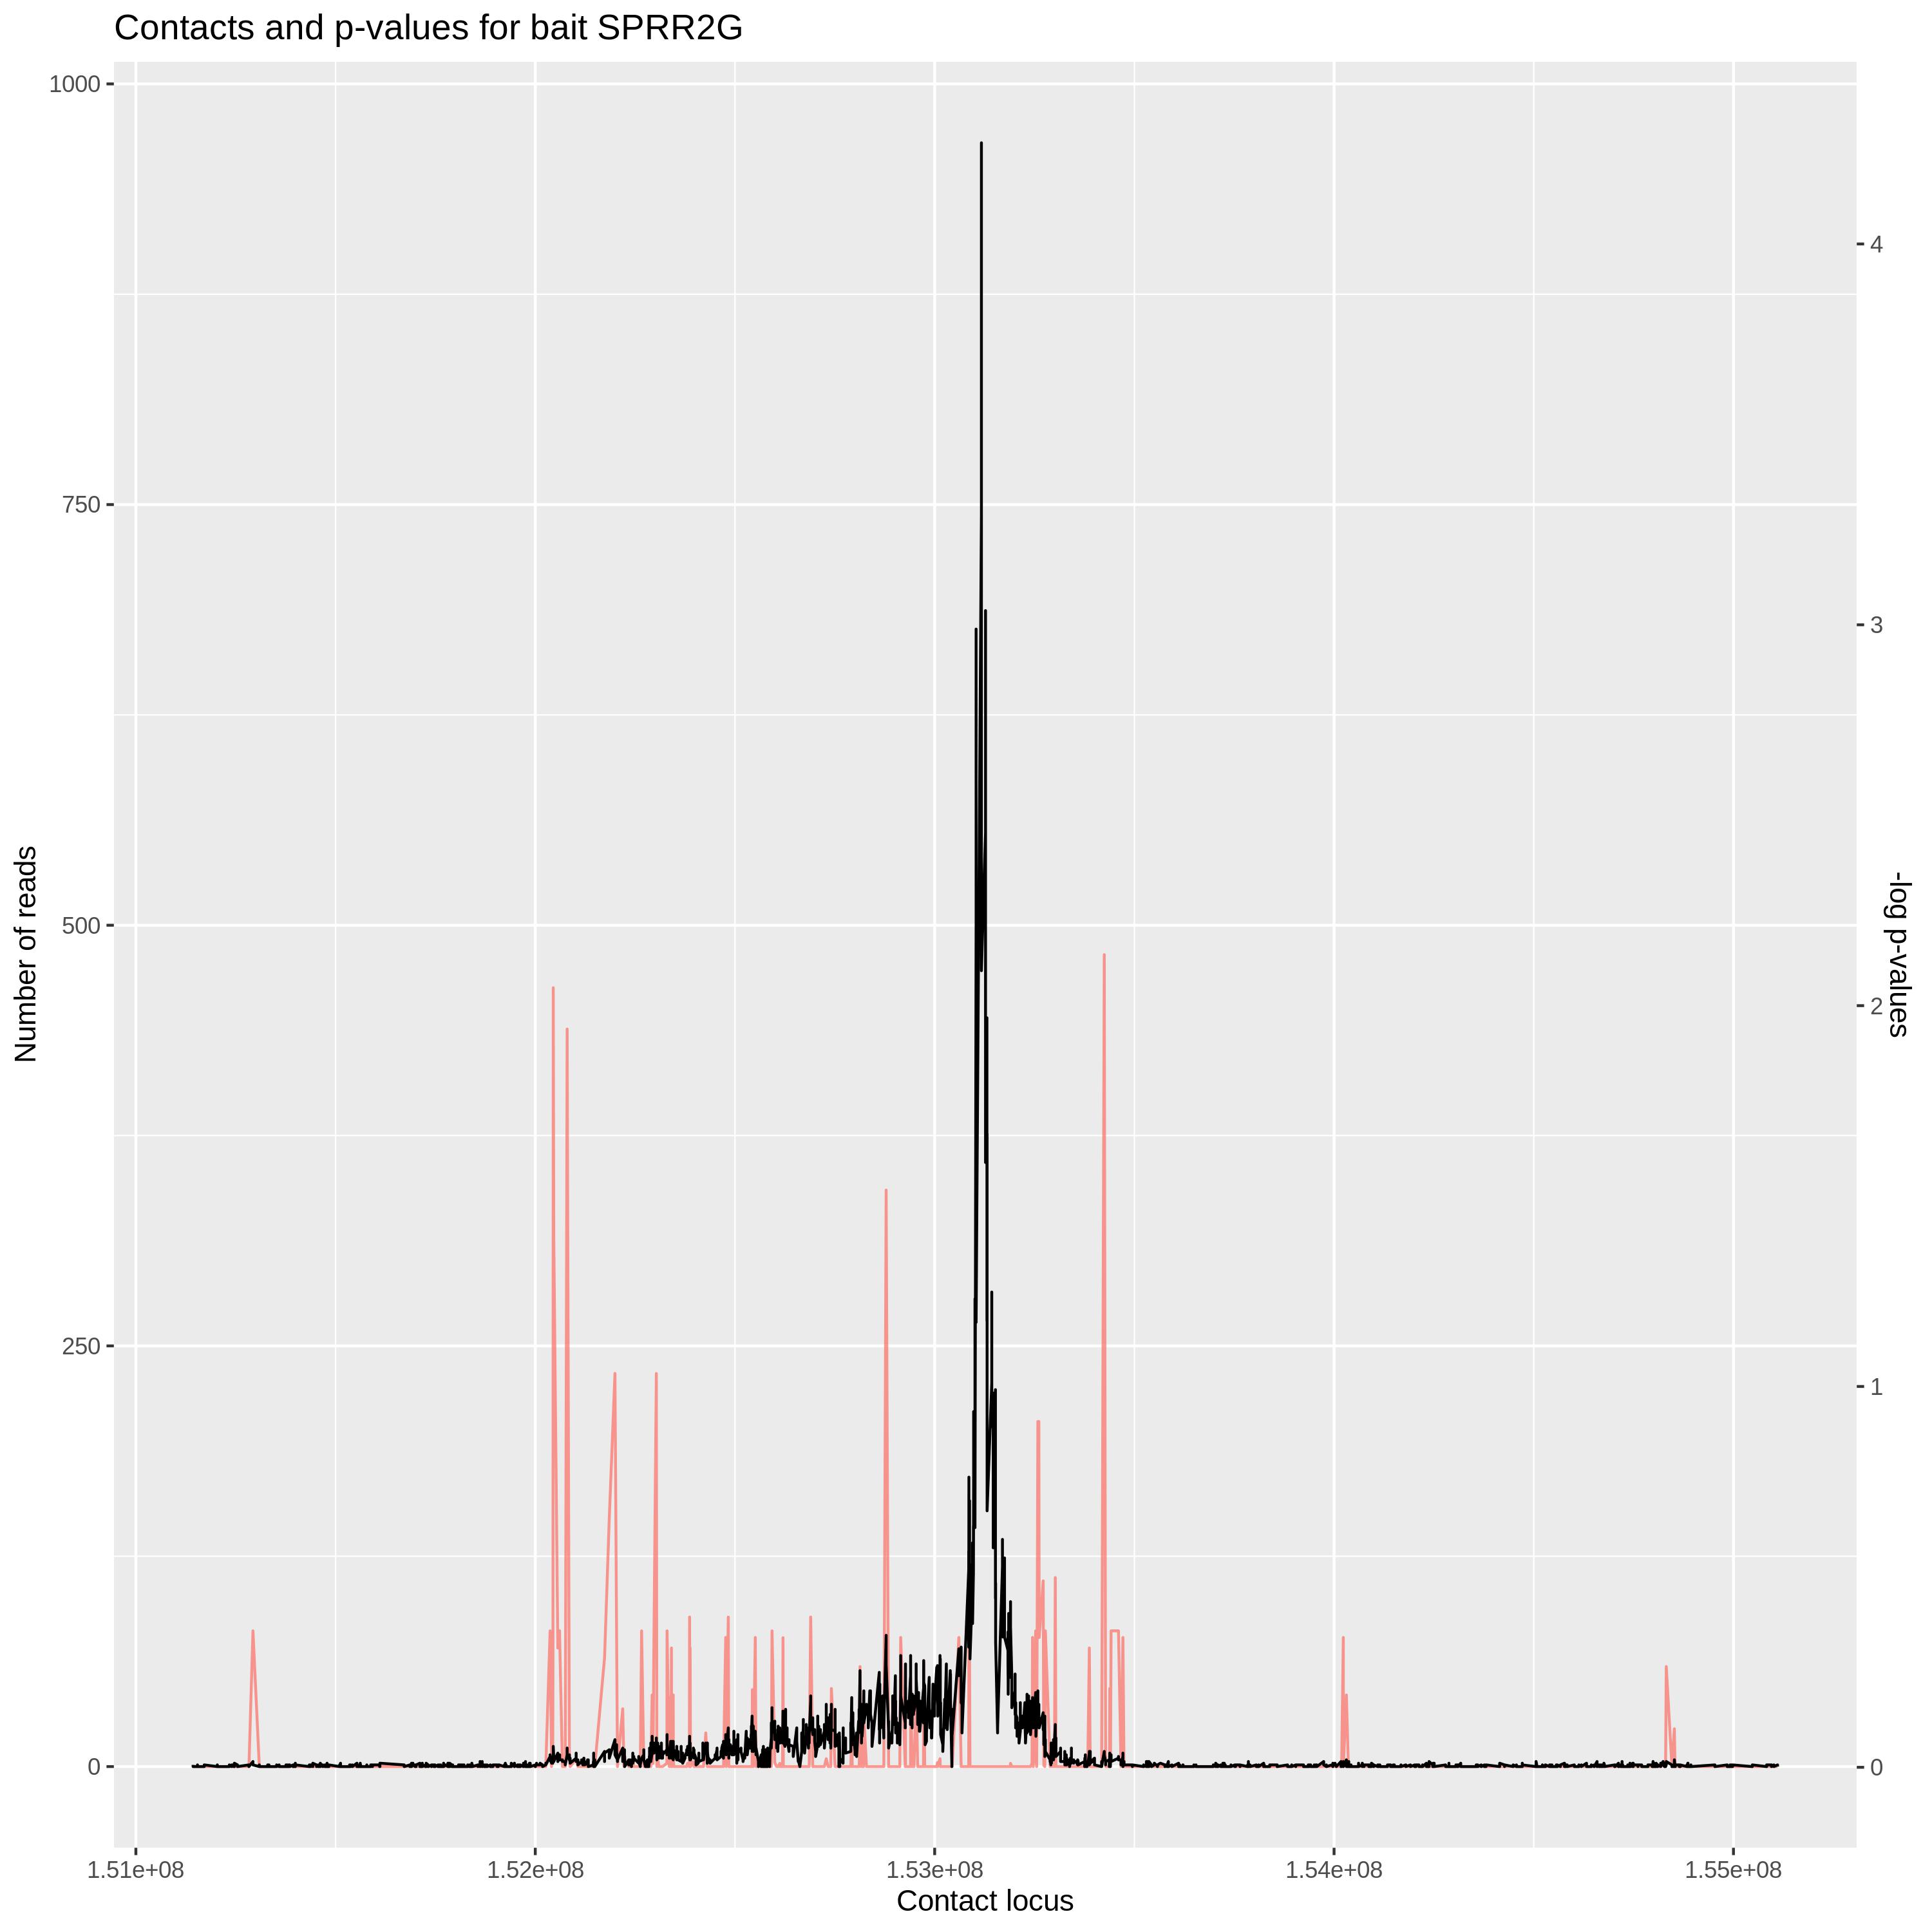 Contacts and p-values for bait SPRR2G
1000
750
500
250
0
Number of reads
4
3
2
1
0
-log p-values
1.51e+08
1.52e+08
1.53e+08
1.54e+08
1.55e+08
Contact locus